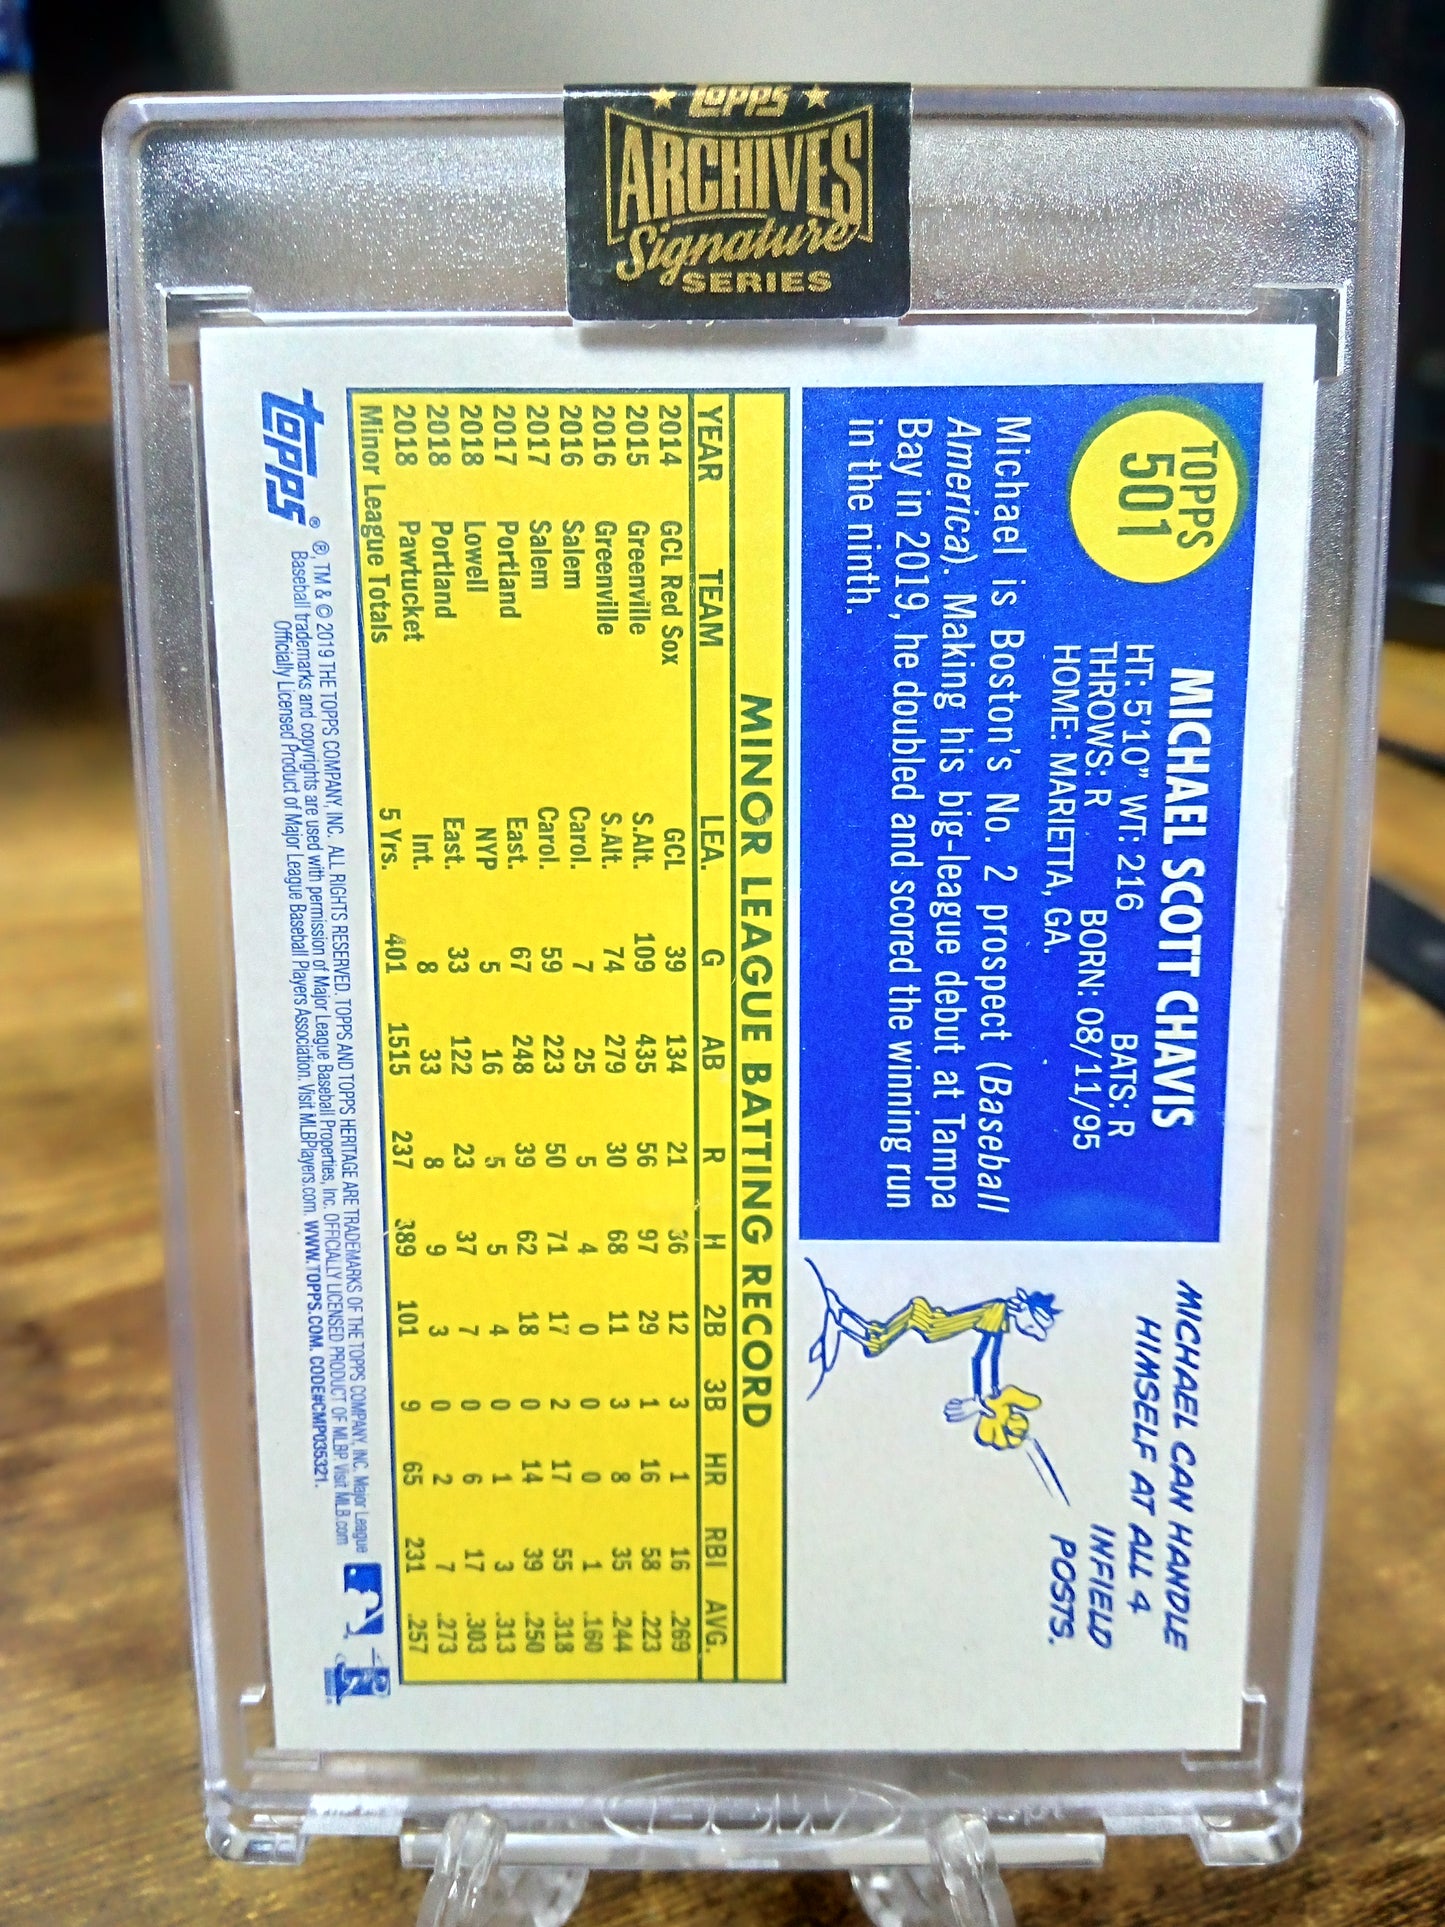 topps
ARCHIVES
Signature
SERIES
TOPPS
501
MICHAEL SCOTT CHAVIS
HT: 5'10" WT: 216 BATS: R
THROWS: R BORN: 08/11/95
HOME: MARIETTA, GA.
Michael is Boston's No. 2 prospect (Baseball
America). Making his big-league debut at Tampa
Bay in 2019, he doubled and scored the winning run
in the ninth.
MICHAEL CAN HANDLE
HIMSELF AT ALL 4
INFIELD
POSTS.
MINOR LEAGUE BATTING RECORD
YEAR TEAM LEA. G AB R H 2B 3B HR RBI AVG.
2014 GCL Red Sox GCL 39 134 21 36 12 3 1 16 .269
2015 Greenville S.Alt. 109 435 56 97 29 1 16 58 .223
2016 Greenville S.Alt. 74 279 30 68 11 3 8 35 .244
2016 Salem Carol. 7 25 5 4 0 0 0 1 .160
2017 Salem Carol. 59 223 50 71 17 2 17 55 .318
2017 Portland East. 67 248 39 62 18 0 14 39 .250
2018 Lowell NYP 5 16 5 5 4 0 1 3 .313
2018 Portland East. 33 122 23 37 7 0 6 17 .303
2018 Pawtucket Int. 8 33 8 9 3 0 2 7 .273
Minor League Totals 5 Yrs. 401 1515 237 389 101 9 65 231 .257
topps®
®, TM & © 2019 THE TOPPS COMPANY, INC. ALL RIGHTS RESERVED. TOPPS AND TOPPS HERITAGE ARE TRADEMARKS OF THE TOPPS COMPANY, INC. Major League
Baseball trademarks and copyrights are used with permission of Major League Baseball Properties, Inc. OFFICIALLY LICENSED PRODUCT OF MLBP. Visit MLB.com
Officially Licensed Product of Major League Baseball Players Association. Visit MLBPlayers.com. WWW.TOPPS.COM. CODE#CMP035321.